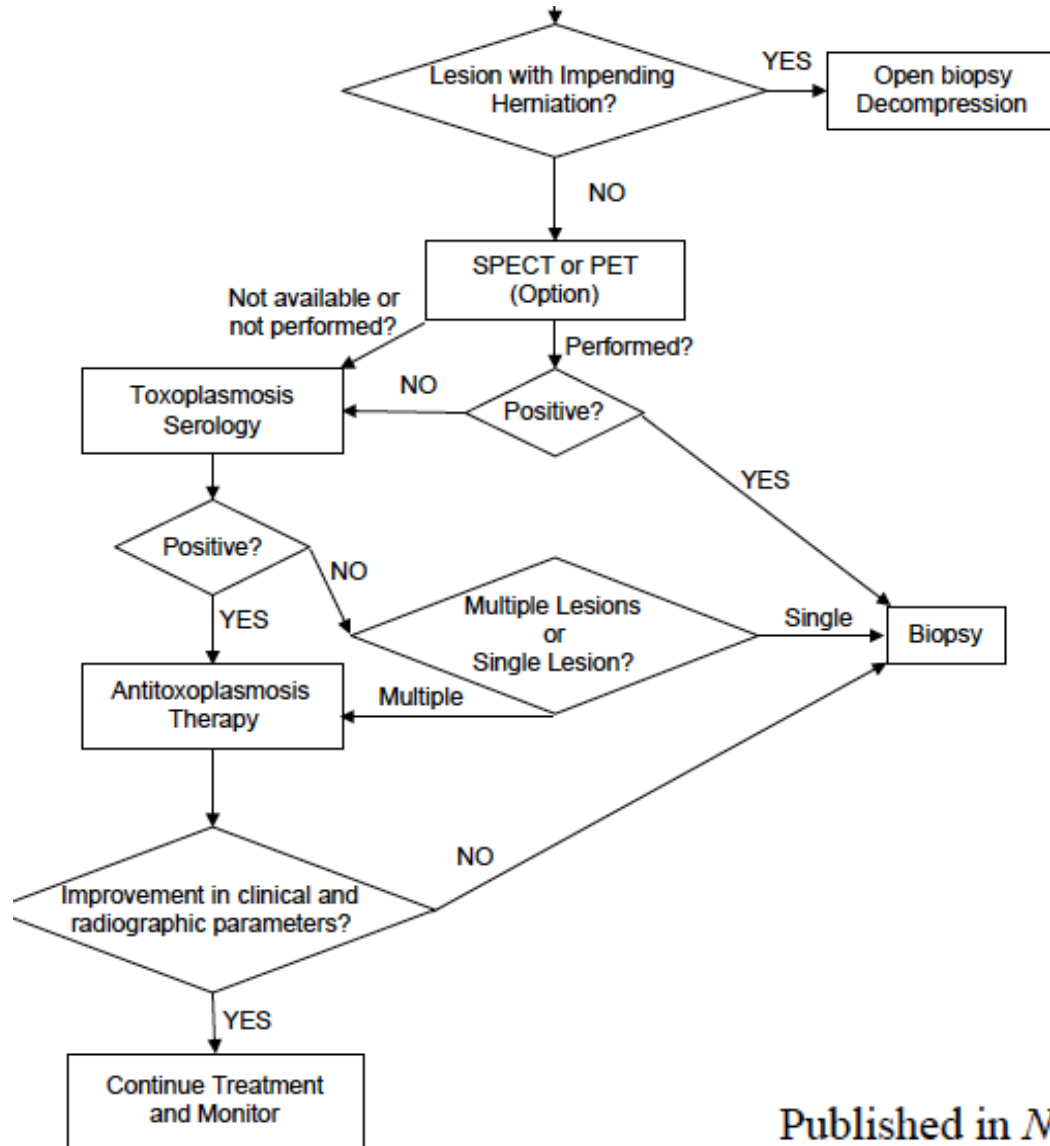 Lesion with Impending
Herniation?
YES
Open biopsy
Decompression
NO
SPECT or PET
(Option)
Not available or
not performed?
Performed?
Toxoplasmosis
Serology
NO
Positive?
YES
Positive?
NO
YES
Multiple Lesions
or
Single Lesion?
Single
Biopsy
Antitoxoplasmosis
Therapy
Multiple
NO
Improvement in clinical and
radiographic parameters?
YES
Continue Treatment
and Monitor
Published in N